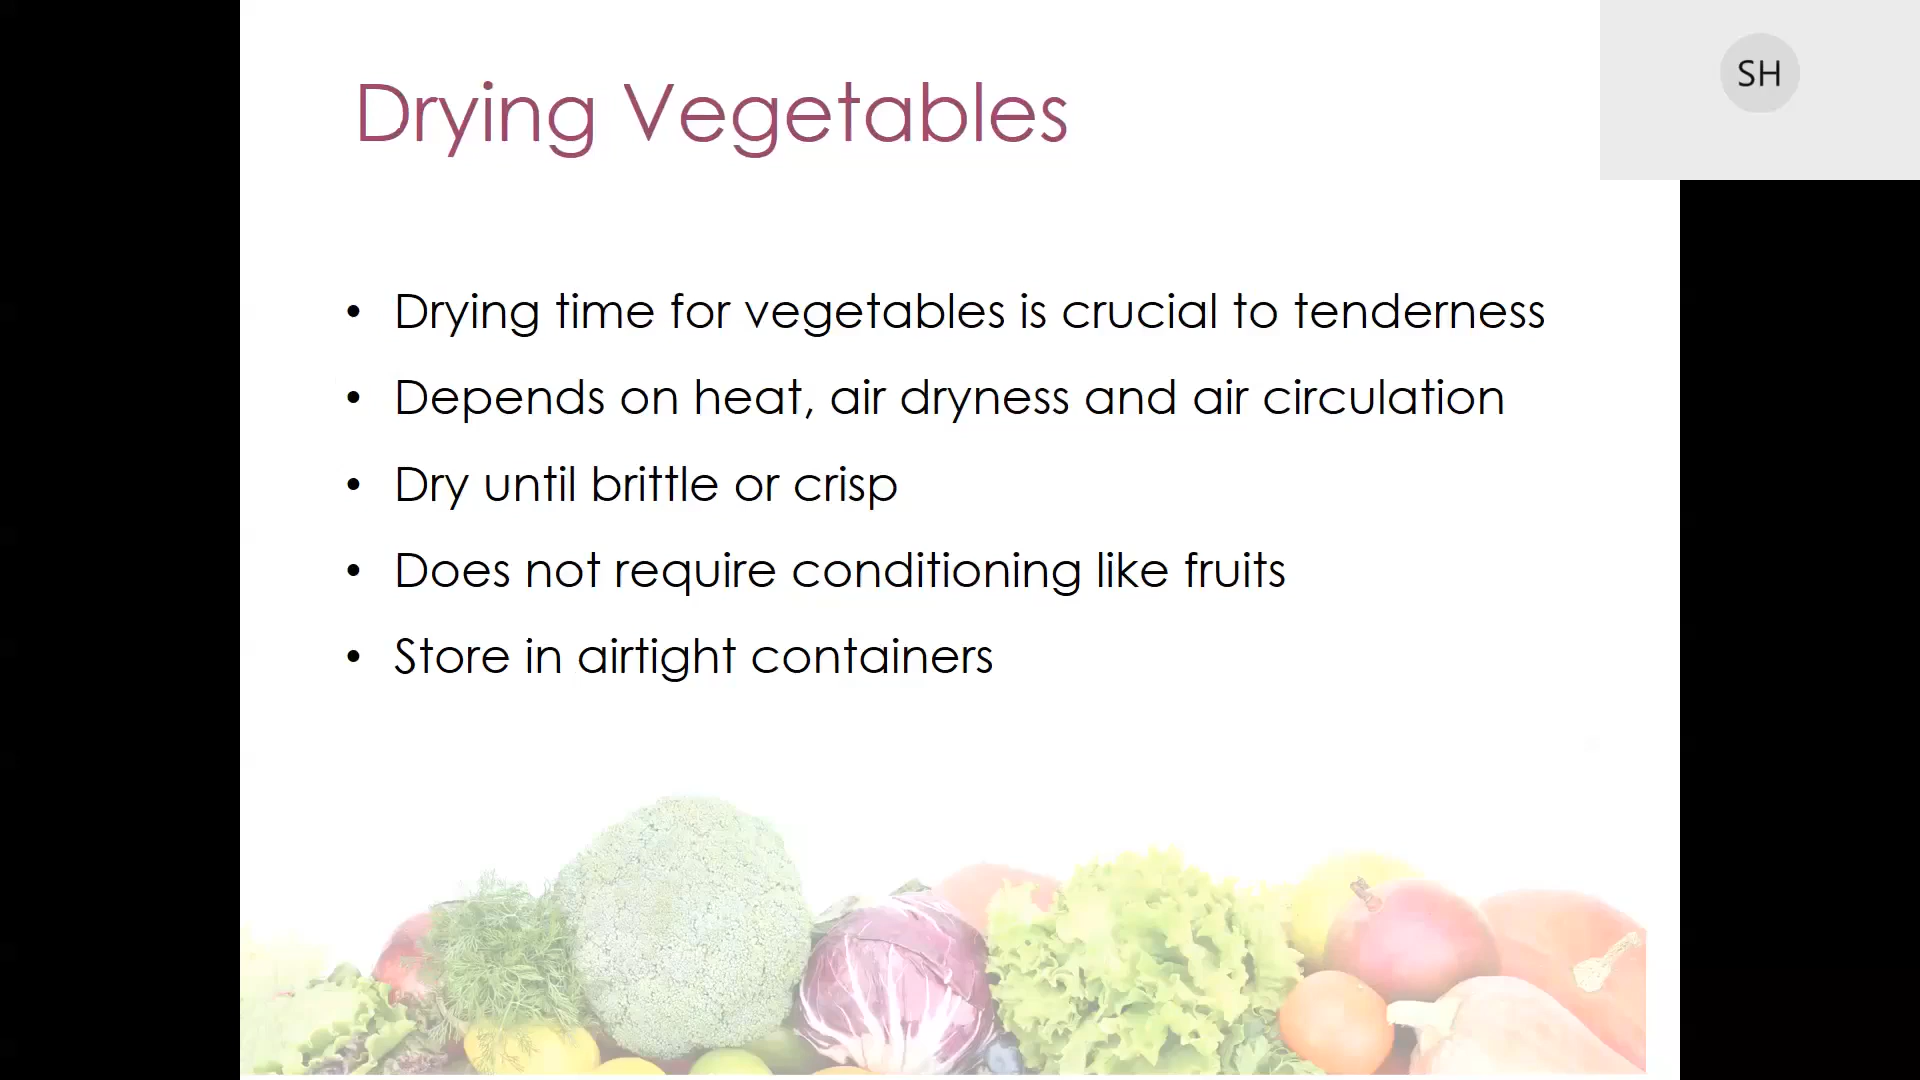 Drying Vegetables
SH
• Drying time for vegetables is crucial to tenderness
• Depends on heat, air dryness and air circulation
• Dry until brittle or crisp
• Does not require conditioning like fruits
• Store in airtight containers